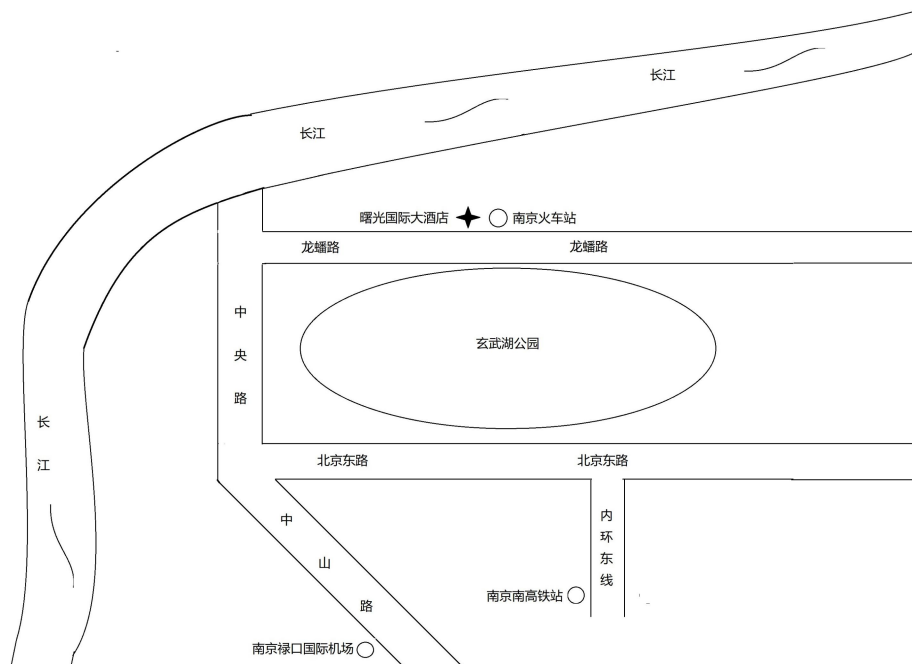 长江
长江
曙光国际大酒店
南京火车站
龙蟠路
龙蟠路
中央路
玄武湖公园
长江
北京东路
北京东路
中山路
内环东线
南京南高铁站
南京禄口国际机场